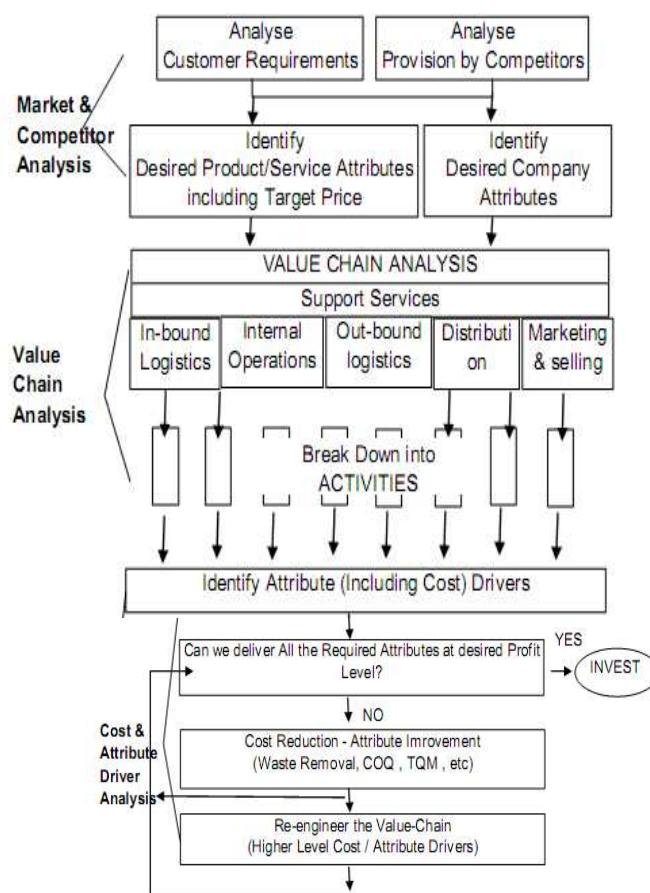 Analyse
Customer Requirements
Analyse
Provision by Competitors
Market &
Competitor
Analysis
Identify
Desired Product/Service Attributes
including Target Price
Identify
Desired Company
Attributes
VALUE CHAIN ANALYSIS
Support Services
In-bound
Logistics
Internal
Operations
Out-bound
logistics
Distributi
on
Marketing
& selling
Value
Chain
Analysis
Break Down into
ACTIVITIES
Identify Attribute (Including Cost) Drivers
Can we deliver All the Required Attributes at desired Profit
Level?
YES
INVEST
NO
Cost &
Attribute
Driver
Analysis
Cost Reduction - Attribute Imrovement
(Waste Removal, COQ , TQM , etc)
Re-engineer the Value-Chain
(Higher Level Cost / Attribute Drivers)